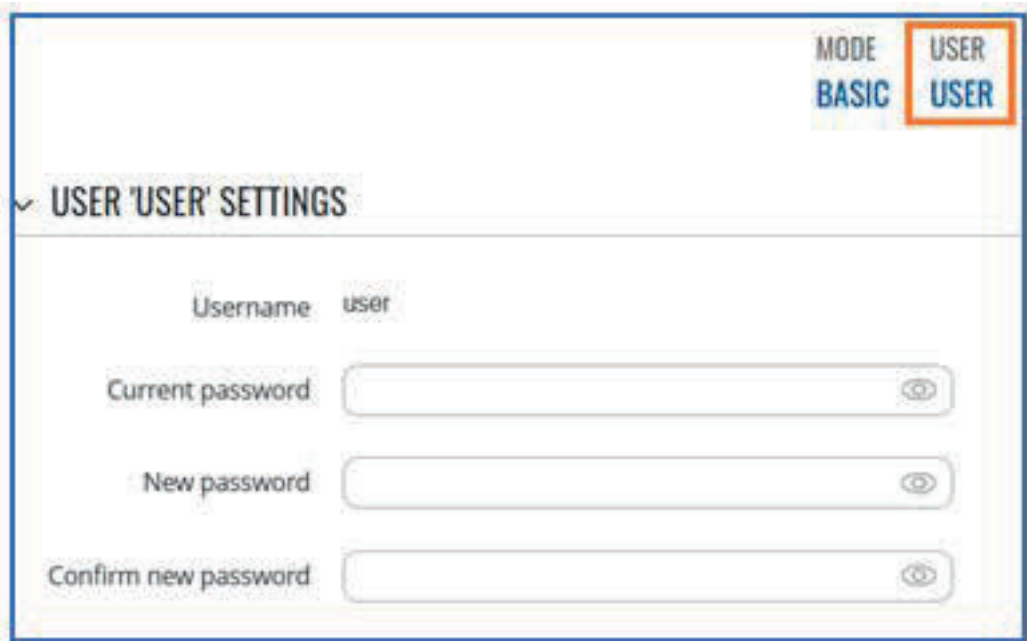 MODE USER
BASIC USER
USER 'USER' SETTINGS
Username user
Current password
New password
Confirm new password